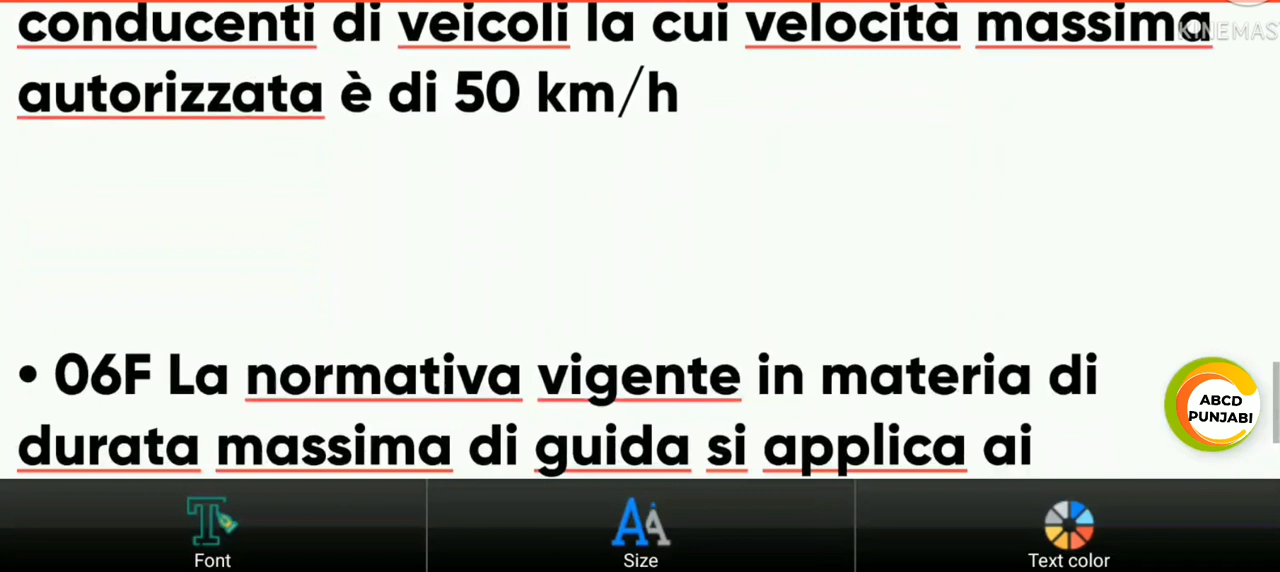 conducenti di veicoli la cui velocità massima
KINEMAS
autorizzata è di 50 km/h
• 06F La normativa vigente in materia di
durata massima di guida si applica ai
ABCD
PUNJABI
Font
Size
Text color